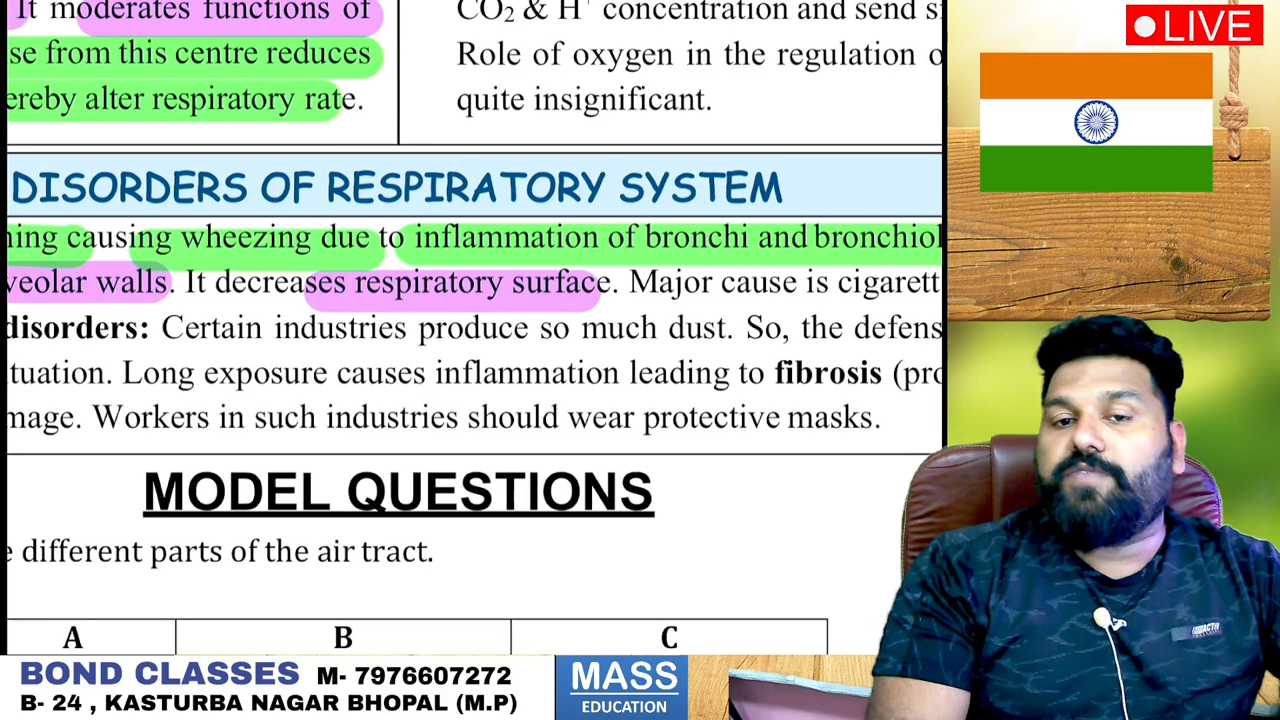 It moderates functions of
se from this centre reduces
ereby alter respiratory rate.
CO₂ & H⁺ concentration and send si
Role of oxygen in the regulation o
quite insignificant.
DISORDERS OF RESPIRATORY SYSTEM
ing causing wheezing due to inflammation of bronchi and bronchiol
veolar walls. It decreases respiratory surface. Major cause is cigarett
disorders: Certain industries produce so much dust. So, the defens
tuation. Long exposure causes inflammation leading to fibrosis (pro
mage. Workers in such industries should wear protective masks.
MODEL QUESTIONS
e different parts of the air tract.
A B C
LIVE
BOND CLASSES M- 7976607272
B- 24 , KASTURBA NAGAR BHOPAL (M.P)
MASS
EDUCATION